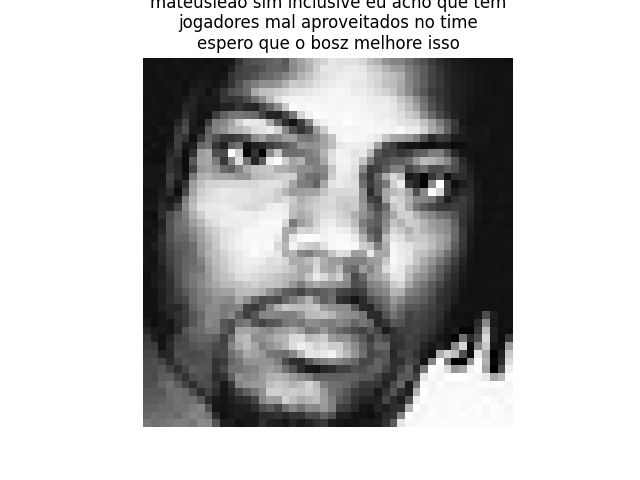 mateusleao sim inclusive eu acho que tem
jogadores mal aproveitados no time
espero que o bosz melhore isso